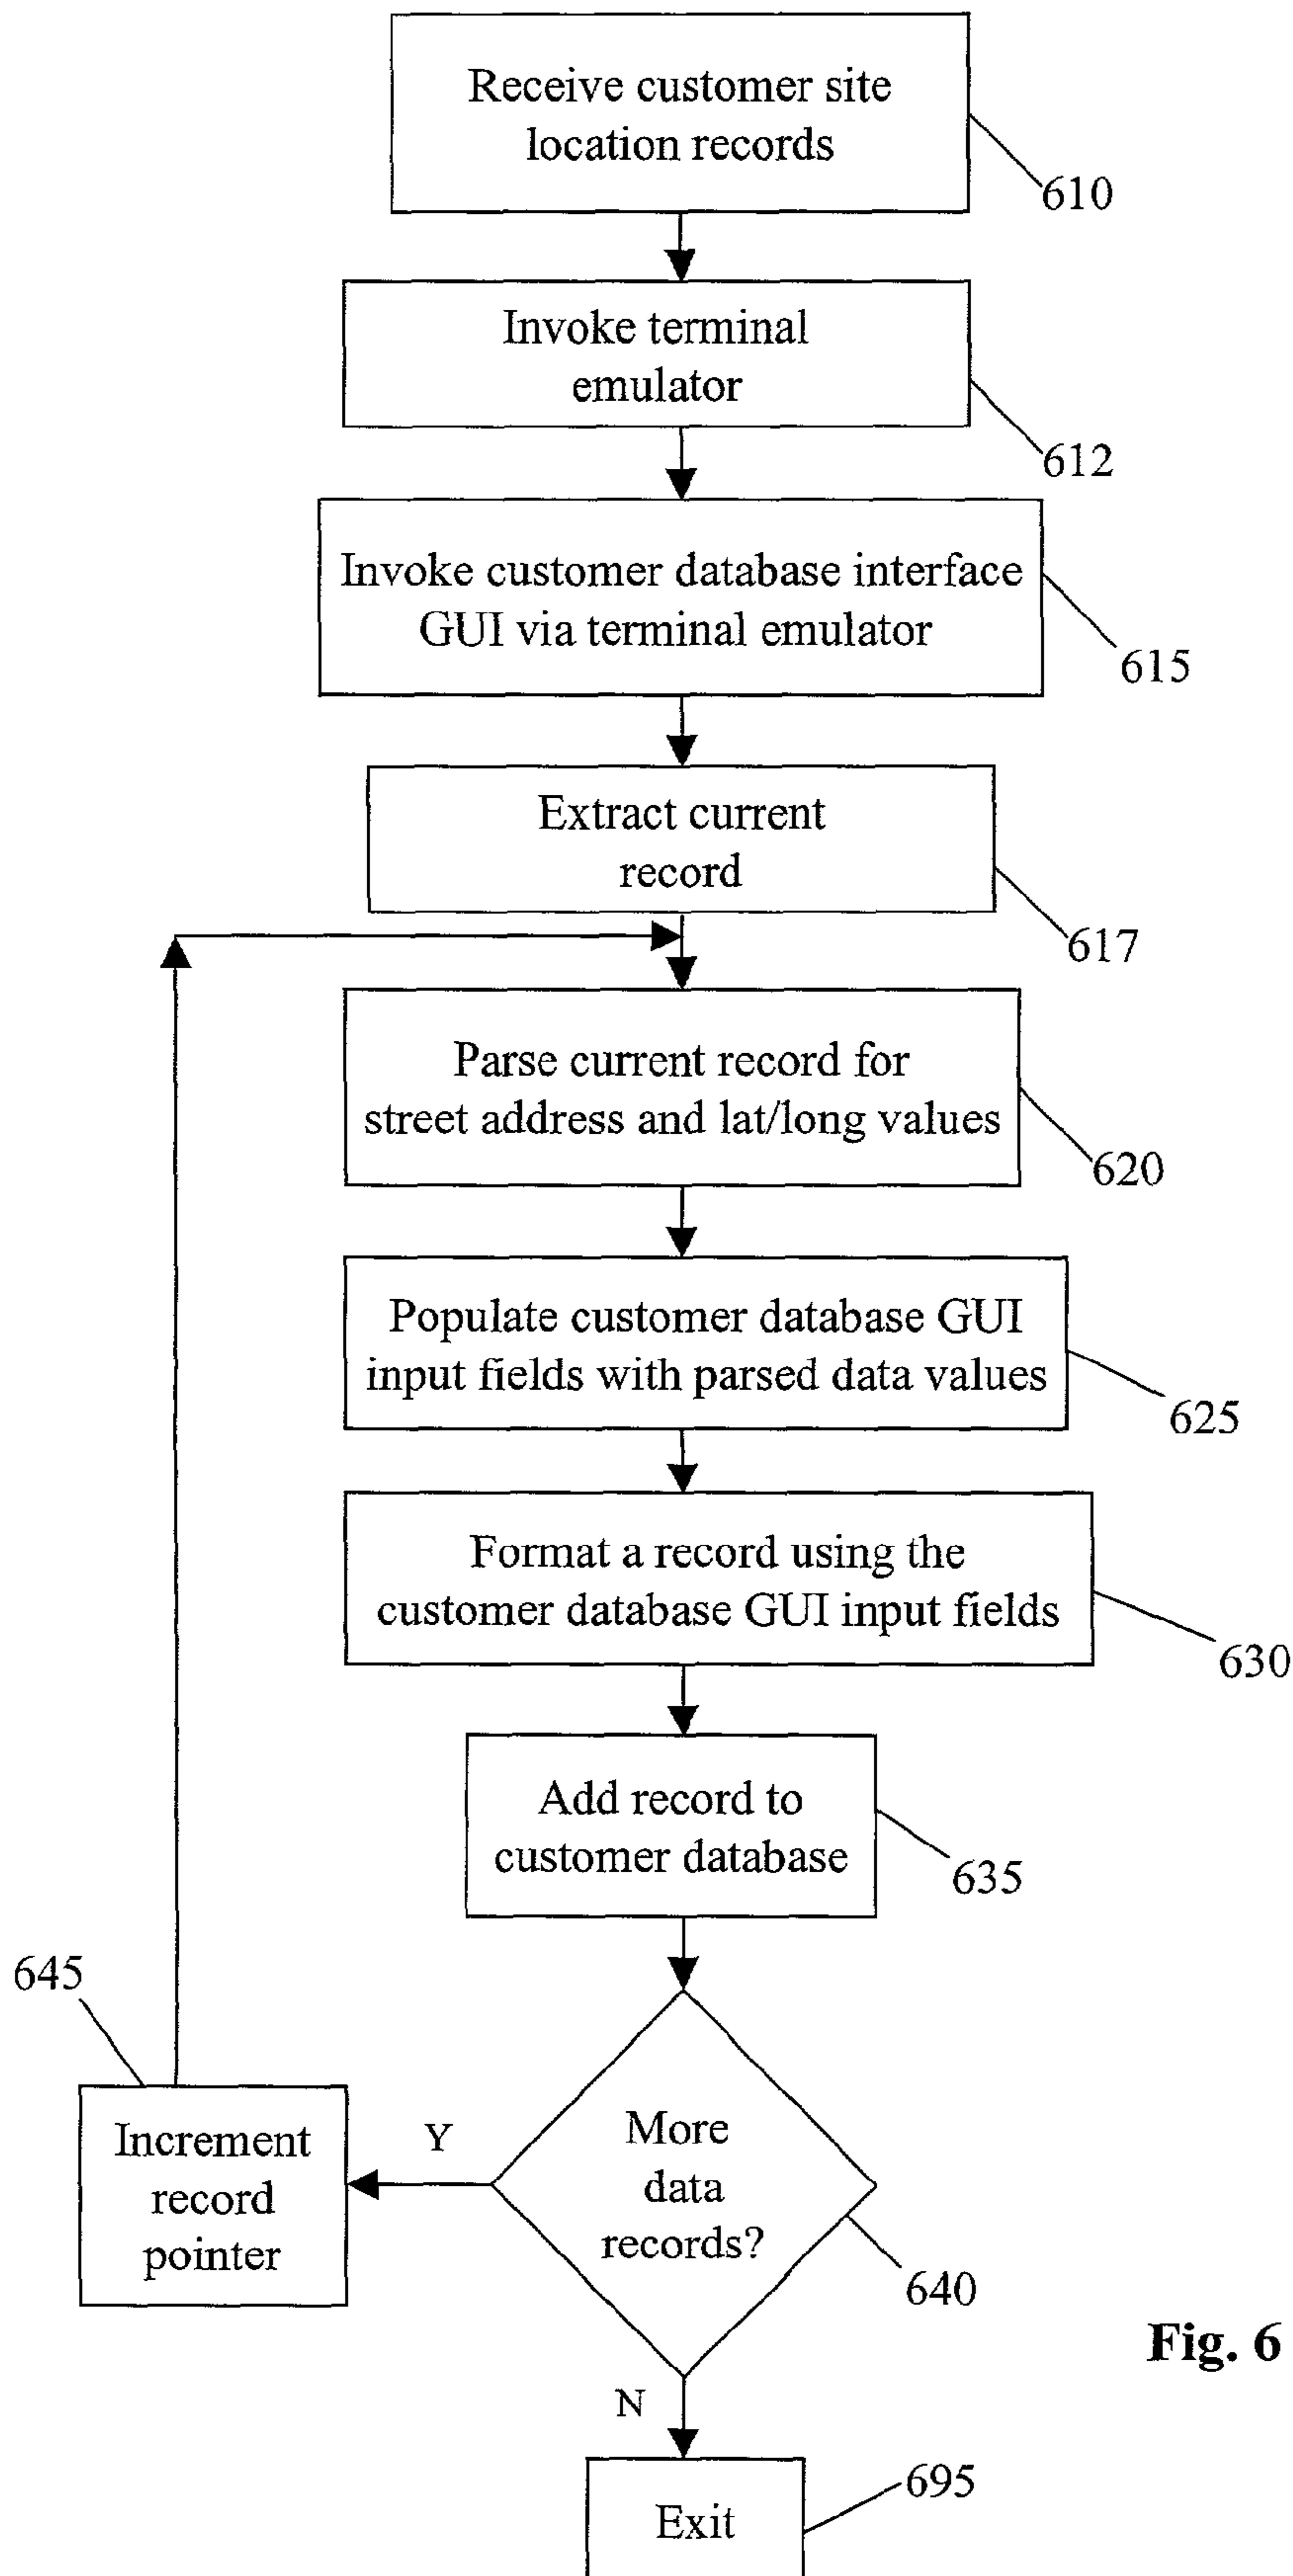 Receive customer site
location records
610
Invoke terminal
emulator
612
Invoke customer database interface
GUI via terminal emulator
615
Extract current
record
617
Parse current record for
street address and lat/long values
620
Populate customer database GUI
input fields with parsed data values
625
Format a record using the
customer database GUI input fields
630
Add record to
customer database
635
645
Increment
record
pointer
Y
More
data
records?
640
Fig. 6
N
695
Exit